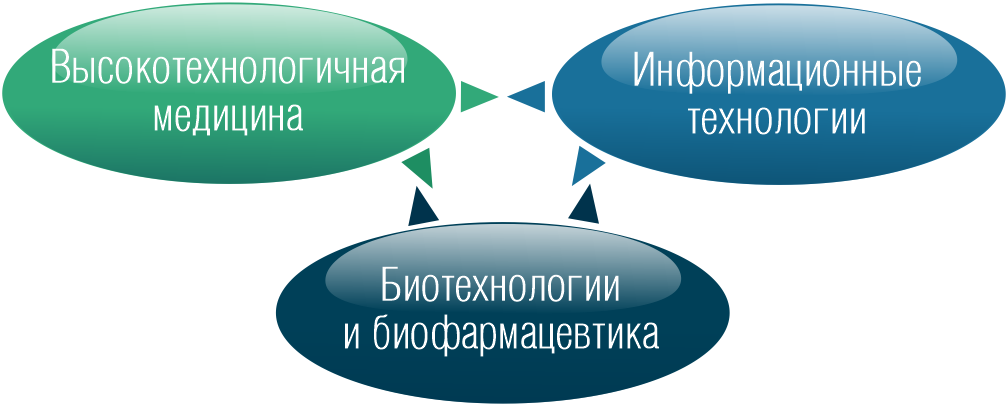 Высокотехнологичная
медицина
Информационные
технологии
Биотехнологии
и биофармацевтика